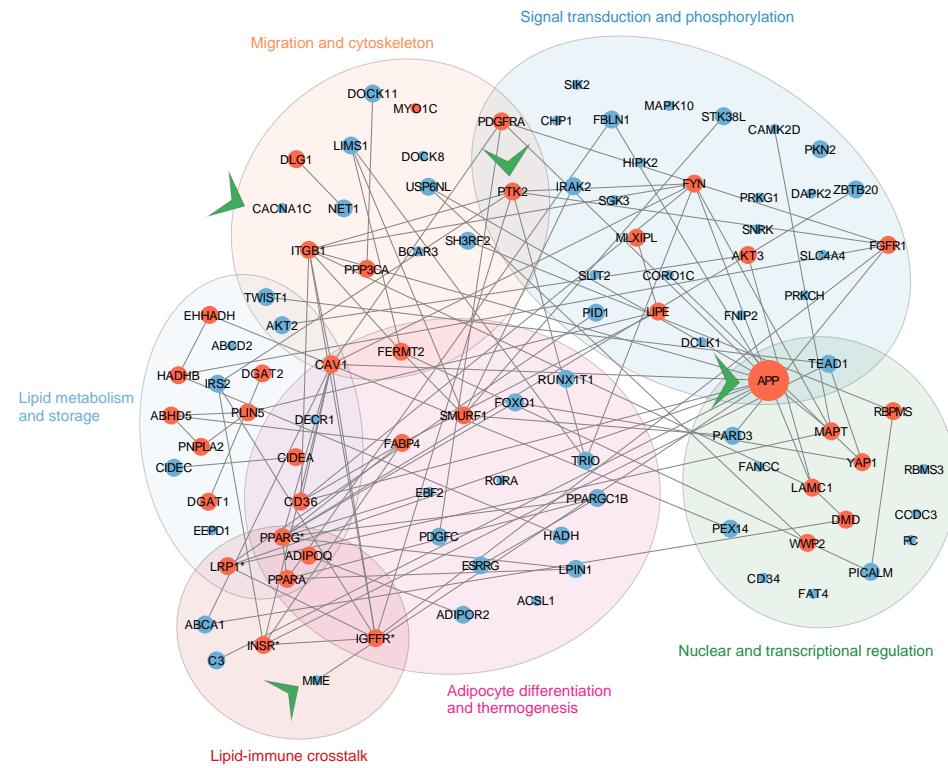 Signal transduction and phosphorylation
Migration and cytoskeleton
SIK2
DOCK11
MYO1C
MAPK10
PDGFRA
CHP1
FBLN1
STK38L
CAMK2D
LIMS1
PKN2
DLG1
DOCK8
HIPK2
USP6NL
PTK2
IRAK2
FYN
PRKG1
DAPK2
ZBTB20
CACNA1C
NET1
SGK3
SNRK
MLXIPL
SH3RF2
ITGB1
BCAR3
AKT3
SLC4A4
FGFR1
PPP3CA
SLIT2
CORO1C
TWIST1
PRKCH
EHHADH
AKT2
PID1
LIPE
FNIP2
ABCD2
DCLK1
FERMT2
CAV1
TEAD1
HADHB
IRS2
DGAT2
RUNX1T1
APP
Lipid metabolism
and storage
ABHD5
PLIN5
DECR1
SMURF1
FOXO1
RBPMS
PNPLA2
FABP4
PARD3
MAPT
CIDEC
CIDEA
TRIO
FANCC
YAP1
RBMS3
RORA
DGAT1
CD36
EBF2
PPARGC1B
LAMC1
CCDC3
EEPD1
PPARG*
PDGFC
HADH
PEX14
DMD
PC
WWP2
ADIPOQ
LRP1*
PPARA
ESRRG
LPIN1
CD34
PICALM
FAT4
ACSL1
ABCA1
ADIPOR2
INSR*
IGFFR*
Nuclear and transcriptional regulation
C3
MME
Adipocyte differentiation
and thermogenesis
Lipid-immune crosstalk